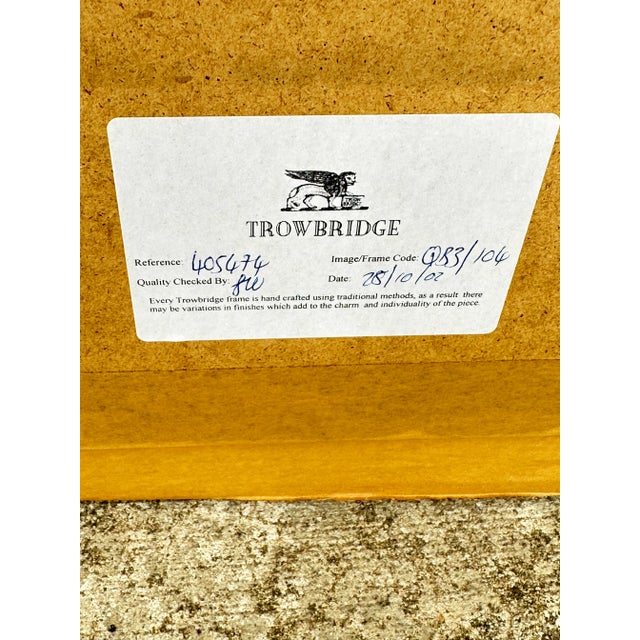 TROWBRIDGE
Reference: 405474 Image/Frame Code: QB3/104
Quality Checked By: Date: 28/10/02
Every Trowbridge frame is hand crafted using traditional methods, as a result there
may be variations in finishes which add to the charm and individuality of the piece.